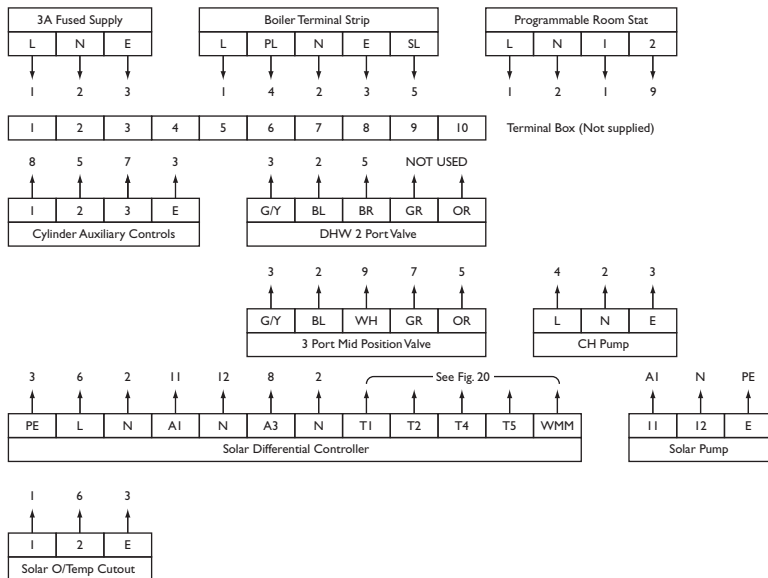 3A Fused Supply Boiler Terminal Strip Programmable Room Stat
L N E L PL N E SL L N 1 2
1 2 3 1 4 2 3 5 1 2 1 9
1 2 3 4 5 6 7 8 9 10 Terminal Box (Not supplied)
8 5 7 3 3 2 5 NOT USED
1 2 3 E G/Y BL BR GR OR
Cylinder Auxiliary Controls DHW 2 Port Valve
3 2 9 7 5 4 2 3
G/Y BL WH GR OR L N E
3 Port Mid Position Valve CH Pump
3 6 2 11 12 8 2 See Fig. 20 A1 N PE
PE L N A1 N A3 N T1 T2 T4 T5 WMM 11 12 E
Solar Differential Controller Solar Pump
1 6 3
1 2 E
Solar O/Temp Cutout